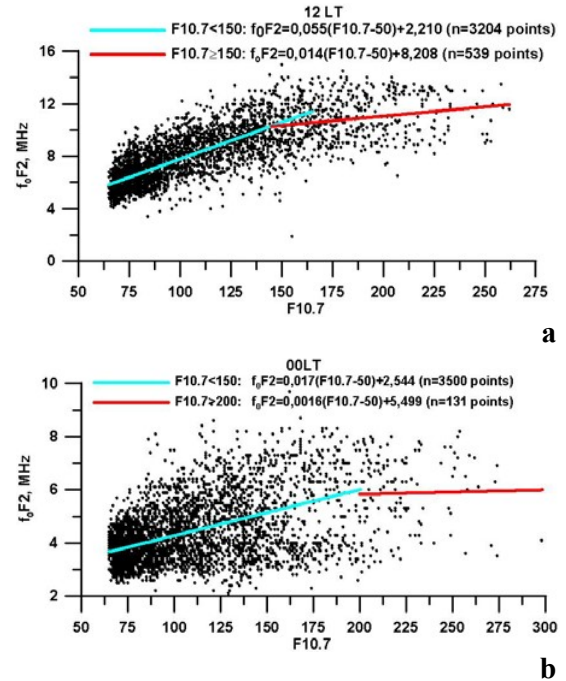 12 LT
F10.7<150: f0F2=0,055(F10.7-50)+2,210 (n=3204 points)
F10.7≥150: f₀F2=0,014(F10.7-50)+8,208 (n=539 points)
16
12
8
4
0
f₀F2, MHz
50 75 100 125 150 175 200 225 250 275
F10.7
a
00LT
F10.7<150: f₀F2=0,017(F10.7-50)+2,544 (n=3500 points)
F10.7≥200: f₀F2=0,0016(F10.7-50)+5,499 (n=131 points)
10
8
6
4
2
f₀F2, MHz
50 75 100 125 150 175 200 225 250 275 300
F10.7
b